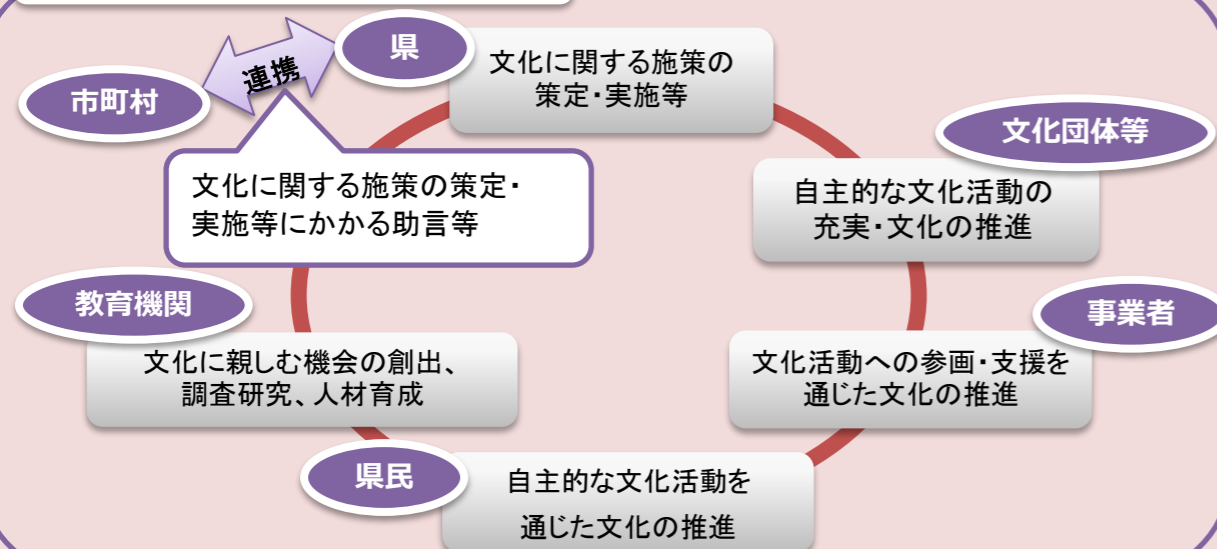 県
文化に関する施策の
策定・実施等
連携
市町村
文化に関する施策の策定・
実施等にかかる助言等
文化団体等
自主的な文化活動の
充実・文化の推進
教育機関
文化に親しむ機会の創出、
調査研究、人材育成
事業者
文化活動への参画・支援を
通じた文化の推進
県民
自主的な文化活動を
通じた文化の推進